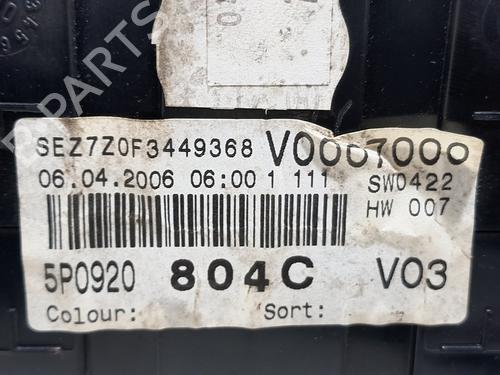 SEZ7Z0F3449368 V0007000
06.04.2006 06:00 1 111 SW0422
HW 007
5P0920 804C V03
Colour: Sort: